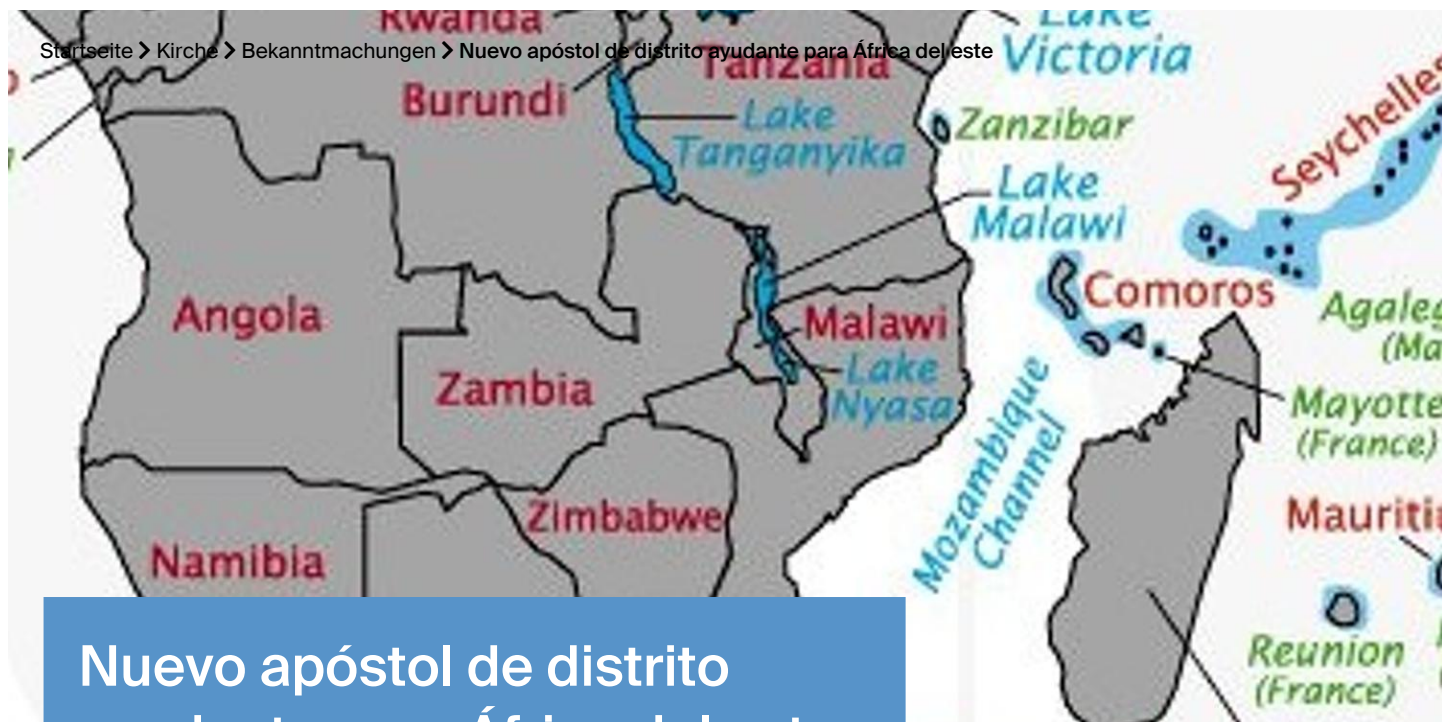 Rwanda
Lake
Victoria
Startseite > Kirche > Bekanntmachungen > Nuevo apóstol de distrito ayudante para África del este
Tanzania
Burundi
Lake
Tanganyika
Zanzibar
Seychelles
Lake
Malawi
Angola
Comoros
Malawi
Zambia
Lake
Nyasa
Mozambique
Channel
Mayotte
(France)
Zimbabwe
Namibia
Reunion
(France)
Nuevo apóstol de distrito